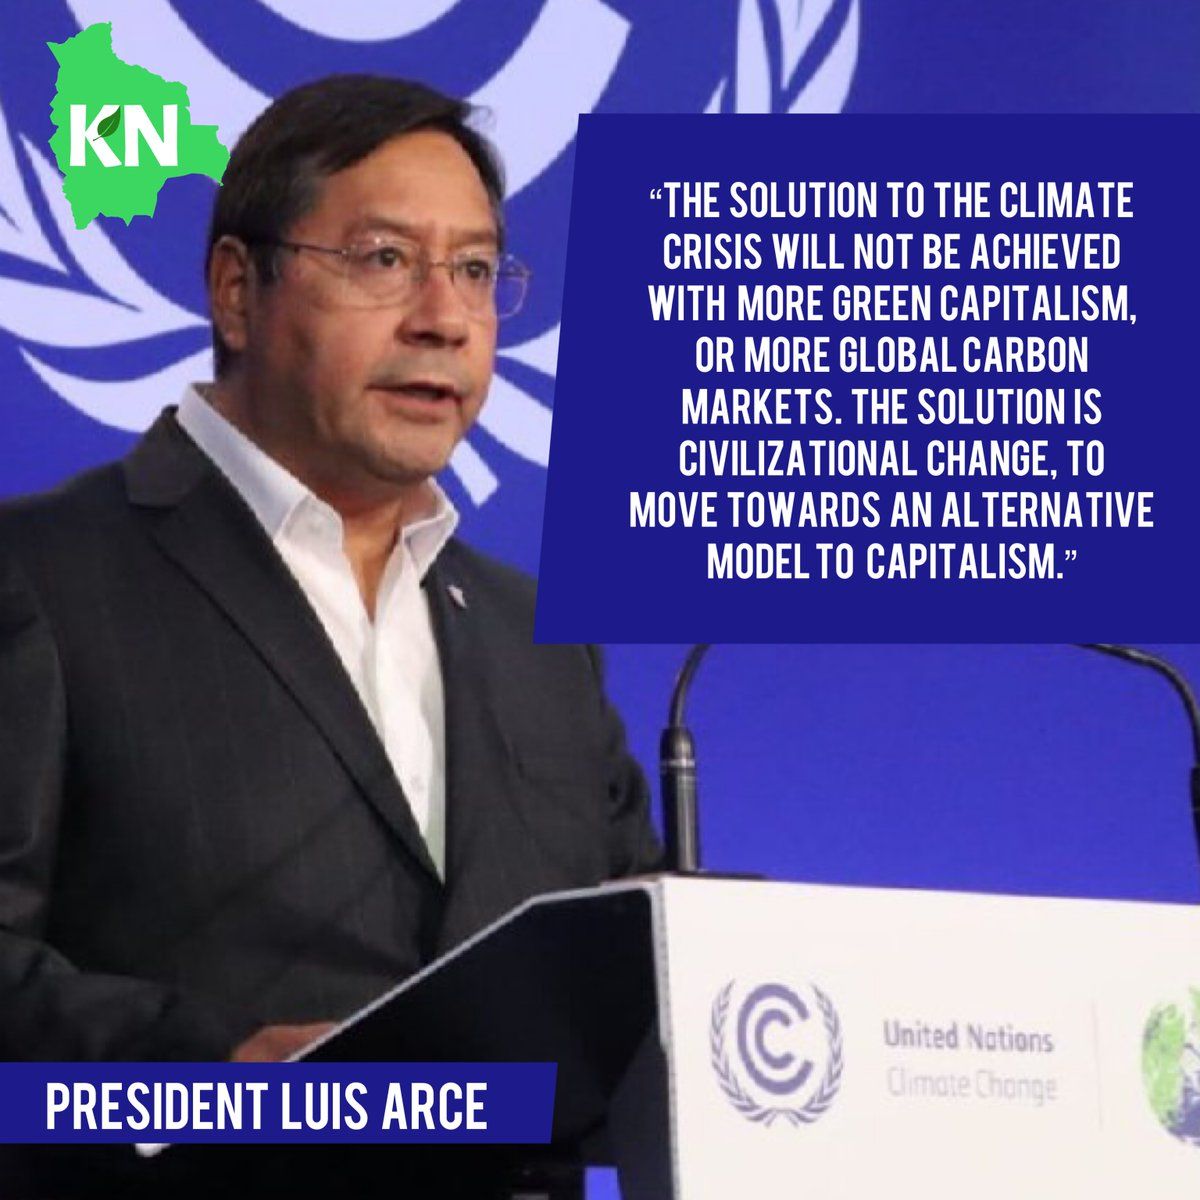 KN
“THE SOLUTION TO THE CLIMATE
CRISIS WILL NOT BE ACHIEVED
WITH MORE GREEN CAPITALISM,
OR MORE GLOBAL CARBON
MARKETS. THE SOLUTION IS
CIVILIZATIONAL CHANGE, TO
MOVE TOWARDS AN ALTERNATIVE
MODEL TO CAPITALISM.”
United Nations
Climate Change
PRESIDENT LUIS ARCE